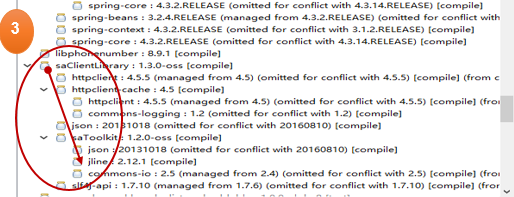 spring-core : 4.3.2.RELEASE (omitted for conflict with 4.3.14.RELEASE) [compile]
spring-beans : 3.2.4.RELEASE (managed from 4.3.2.RELEASE) (omitted for conflict with
spring-context : 4.3.2.RELEASE (omitted for conflict with 3.1.2.RELEASE) [compile]
spring-core : 4.3.2.RELEASE (omitted for conflict with 4.3.14.RELEASE) [compile]
3
libphonenumber : 8.9.1 [compile]
saClientLibrary : 1.3.0-oss [compile]
httpclient : 4.5.5 (managed from 4.5) (omitted for conflict with 4.5.5) [compile] (from c
httpclient-cache : 4.5 [compile]
httpclient : 4.5.5 (managed from 4.5) (omitted for conflict with 4.5.5) [compile] (fror
commons-logging : 1.2 (omitted for conflict with 1.2) [compile]
json : 20131018 (omitted for conflict with 20160810) [compile]
saToolkit : 1.2.0-oss [compile]
json : 20131018 (omitted for conflict with 20160810) [compile]
jline : 2.12.1 [compile]
commons-io : 2.5 (managed from 2.4) (omitted for conflict with 2.5) [compile] (from c
slf4j-api : 1.7.10 (managed from 1.7.6) (omitted for conflict with 1.7.10) [compile] (fror